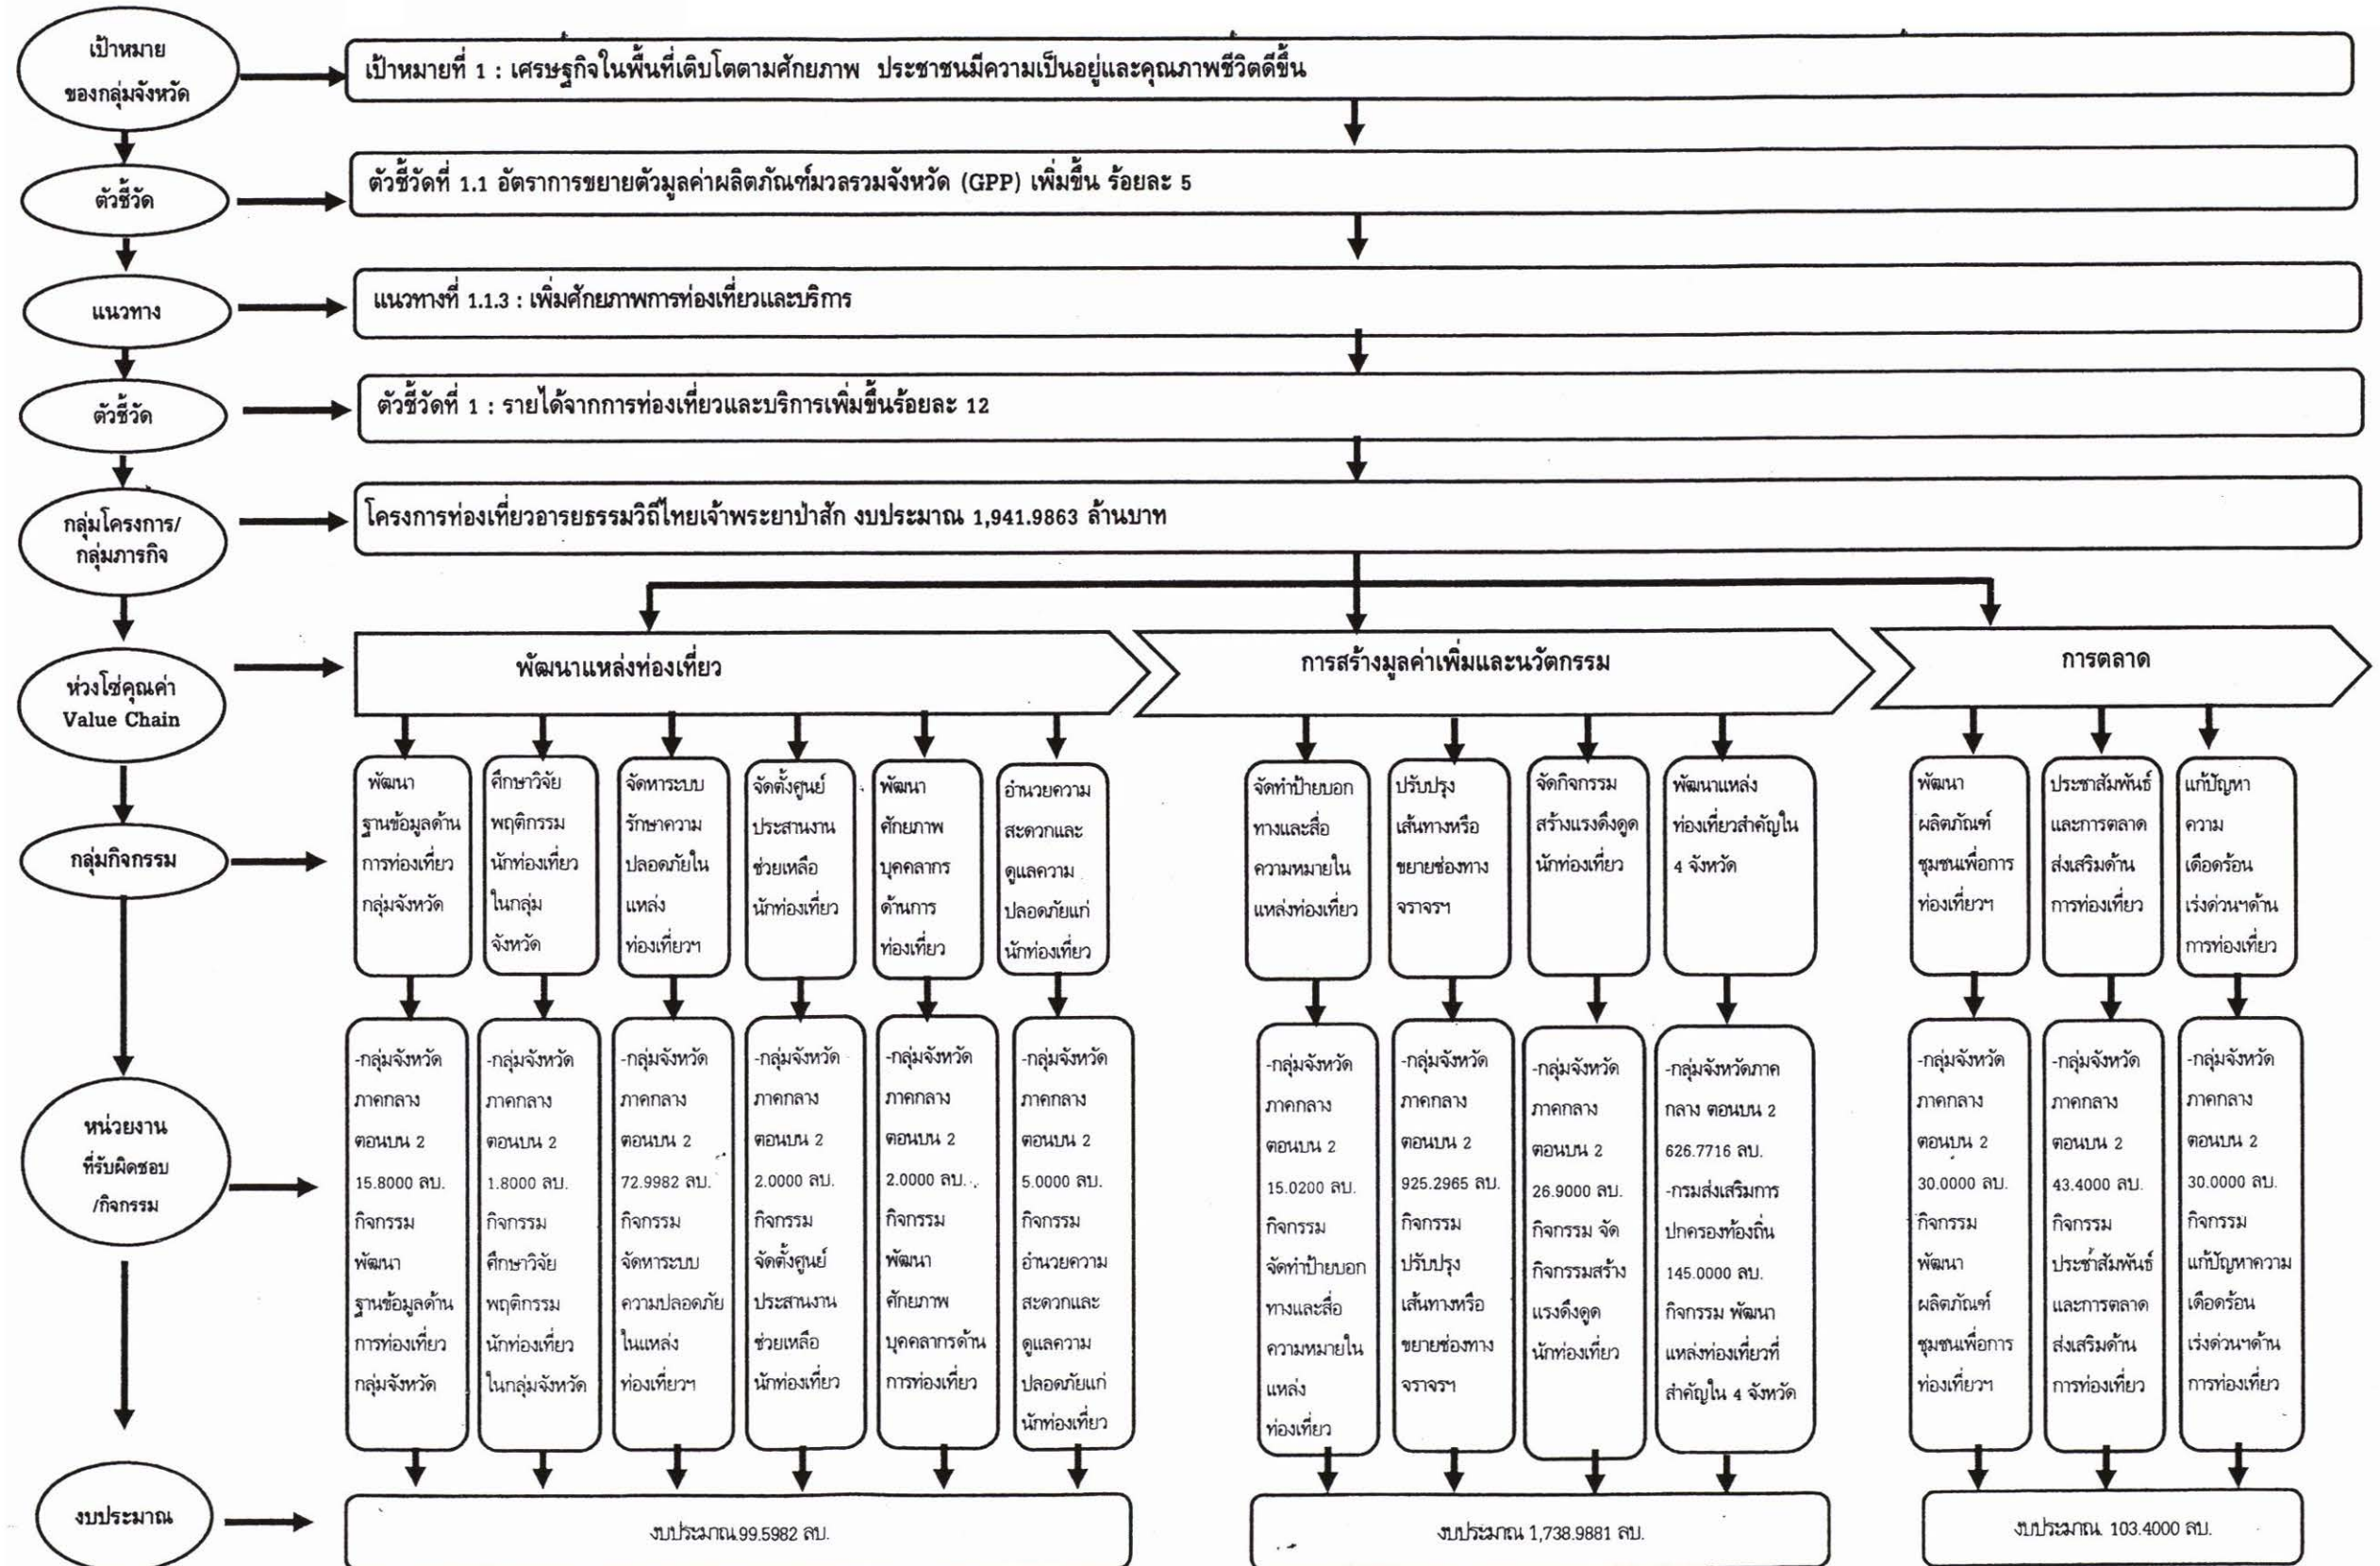 เป้าหมาย
ของกลุ่มจังหวัด
เป้าหมายที่ 1 : เศรษฐกิจในพื้นที่เติบโตตามศักยภาพ ประชาชนมีความเป็นอยู่และคุณภาพชีวิตดีขึ้น
ตัวชี้วัด
ตัวชี้วัดที่ 1.1 อัตราการขยายตัวมูลค่าผลิตภัณฑ์มวลรวมจังหวัด (GPP) เพิ่มขึ้น ร้อยละ 5
แนวทาง
แนวทางที่ 1.1.3 : เพิ่มศักยภาพการท่องเที่ยวและบริการ
ตัวชี้วัด
ตัวชี้วัดที่ 1 : รายได้จากการท่องเที่ยวและบริการเพิ่มขึ้นร้อยละ 12
กลุ่มโครงการ/
กลุ่มภารกิจ
โครงการท่องเที่ยวอารยธรรมวิถีไทยเจ้าพระยาป่าสัก งบประมาณ 1,941.9863 ล้านบาท
ห่วงโซ่คุณค่า
Value Chain
พัฒนาแหล่งท่องเที่ยว
การสร้างมูลค่าเพิ่มและนวัตกรรม
การตลาด
กลุ่มกิจกรรม
พัฒนา
ฐานข้อมูลด้าน
การท่องเที่ยว
กลุ่มจังหวัด
ศึกษาวิจัย
พฤติกรรม
นักท่องเที่ยว
ในกลุ่ม
จังหวัด
จัดหาระบบ
รักษาความ
ปลอดภัยใน
แหล่ง
ท่องเที่ยวฯ
จัดตั้งศูนย์
ประสานงาน
ช่วยเหลือ
นักท่องเที่ยว
พัฒนา
ศักยภาพ
บุคคลากร
ด้านการ
ท่องเที่ยว
อำนวยความ
สะดวกและ
ดูแลความ
ปลอดภัยแก่
นักท่องเที่ยว
จัดทำป้ายบอก
ทางและสื่อ
ความหมายใน
แหล่งท่องเที่ยว
ปรับปรุง
เส้นทางหรือ
ขยายช่องทาง
จราจรฯ
จัดกิจกรรม
สร้างแรงดึงดูด
นักท่องเที่ยว
พัฒนาแหล่ง
ท่องเที่ยวสำคัญใน
4 จังหวัด
พัฒนา
ผลิตภัณฑ์
ชุมชนเพื่อการ
ท่องเที่ยวฯ
ประชาสัมพันธ์
และการตลาด
ส่งเสริมด้าน
การท่องเที่ยว
แก้ปัญหา
ความ
เดือดร้อน
เร่งด่วนฯด้าน
การท่องเที่ยว
หน่วยงาน
ที่รับผิดชอบ
/กิจกรรม
-กลุ่มจังหวัด
ภาคกลาง
ตอนบน 2
15.8000 ลบ.
กิจกรรม
พัฒนา
ฐานข้อมูลด้าน
การท่องเที่ยว
กลุ่มจังหวัด
-กลุ่มจังหวัด
ภาคกลาง
ตอนบน 2
1.8000 ลบ.
กิจกรรม
ศึกษาวิจัย
พฤติกรรม
นักท่องเที่ยว
ในกลุ่มจังหวัด
-กลุ่มจังหวัด
ภาคกลาง
ตอนบน 2
72.9982 ลบ.
กิจกรรม
จัดหาระบบ
ความปลอดภัย
ในแหล่ง
ท่องเที่ยวฯ
-กลุ่มจังหวัด
ภาคกลาง
ตอนบน 2
2.0000 ลบ.
กิจกรรม
จัดตั้งศูนย์
ประสานงาน
ช่วยเหลือ
นักท่องเที่ยว
-กลุ่มจังหวัด
ภาคกลาง
ตอนบน 2
2.0000 ลบ.
กิจกรรม
พัฒนา
ศักยภาพ
บุคคลากรด้าน
การท่องเที่ยว
-กลุ่มจังหวัด
ภาคกลาง
ตอนบน 2
5.0000 ลบ.
กิจกรรม
อำนวยความ
สะดวกและ
ดูแลความ
ปลอดภัยแก่
นักท่องเที่ยว
-กลุ่มจังหวัด
ภาคกลาง
ตอนบน 2
15.0200 ลบ.
กิจกรรม
จัดทำป้ายบอก
ทางและสื่อ
ความหมายใน
แหล่ง
ท่องเที่ยว
-กลุ่มจังหวัด
ภาคกลาง
ตอนบน 2
925.2965 ลบ.
กิจกรรม
ปรับปรุง
เส้นทางหรือ
ขยายช่องทาง
จราจรฯ
-กลุ่มจังหวัด
ภาคกลาง
ตอนบน 2
26.9000 ลบ.
กิจกรรม จัด
กิจกรรมสร้าง
แรงดึงดูด
นักท่องเที่ยว
-กลุ่มจังหวัดภาค
กลาง ตอนบน 2
626.7716 ลบ.
-กรมส่งเสริมการ
ปกครองท้องถิ่น
145.0000 ลบ.
กิจกรรม พัฒนา
แหล่งท่องเที่ยวที่
สำคัญใน 4 จังหวัด
-กลุ่มจังหวัด
ภาคกลาง
ตอนบน 2
30.0000 ลบ.
กิจกรรม
พัฒนา
ผลิตภัณฑ์
ชุมชนเพื่อการ
ท่องเที่ยวฯ
-กลุ่มจังหวัด
ภาคกลาง
ตอนบน 2
43.4000 ลบ.
กิจกรรม
ประชาสัมพันธ์
และการตลาด
ส่งเสริมด้าน
การท่องเที่ยว
-กลุ่มจังหวัด
ภาคกลาง
ตอนบน 2
30.0000 ลบ.
กิจกรรม
แก้ปัญหาความ
เดือดร้อน
เร่งด่วนฯด้าน
การท่องเที่ยว
งบประมาณ
งบประมาณ 99.5982 ลบ.
งบประมาณ 1,738.9881 ลบ.
งบประมาณ 103.4000 ลบ.